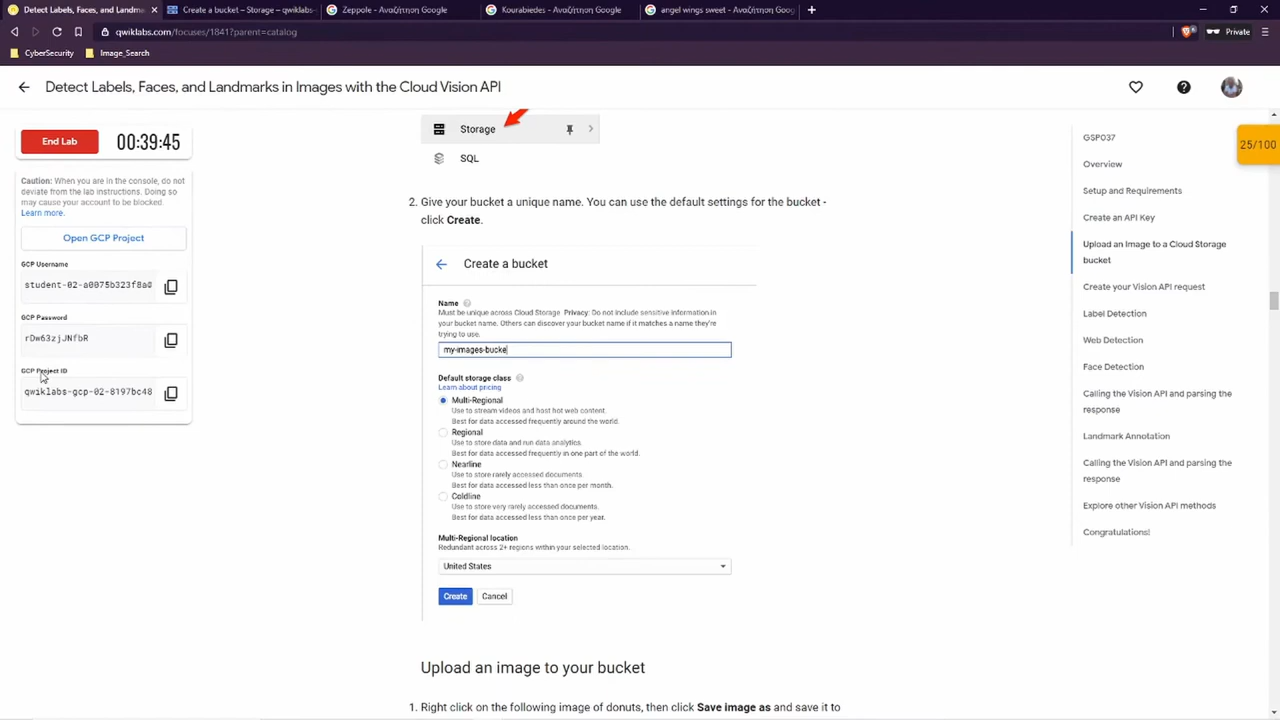 Detect Labels, Faces, and Landma
Create a bucket – Storage – qwiklabs-
Zeppole - Αναζήτηση Google
Kourabiedes - Αναζήτηση Google
angel wings sweet - Αναζήτηση Goog
qwiklabs.com/focuses/1841?parent=catalog
Private
CyberSecurity
Image_Search
Detect Labels, Faces, and Landmarks in Images with the Cloud Vision API
End Lab
00:39:45
Caution: When you are in the console, do not
deviate from the lab instructions. Doing so
may cause your account to be blocked.
Learn more.
Open GCP Project
GCP Username
student-02-a0075b323f8a@
GCP Password
rDw63zjJNfbR
GCP Project ID
qwiklabs-gcp-02-8197bc48
Storage
SQL
2. Give your bucket a unique name. You can use the default settings for the bucket -
click Create.
Create a bucket
Name
Must be unique across Cloud Storage. Privacy: Do not include sensitive information in
your bucket name. Others can discover your bucket name if it matches a name they're
trying to use.
my-images-bucke
Default storage class
Learn about pricing
Multi-Regional
Use to stream videos and host hot web content.
Best for data accessed frequently around the world.
Regional
Use to store data and run data analytics.
Best for data accessed frequently in one part of the world.
Nearline
Use to store rarely accessed documents.
Best for data accessed less than once per month.
Coldline
Use to store very rarely accessed documents.
Best for data accessed less than once per year.
Multi-Regional location
Redundant across 2+ regions within your selected location.
United States
Create
Cancel
Upload an image to your bucket
1. Right click on the following image of donuts, then click Save image as and save it to
GSP037
Overview
Setup and Requirements
Create an API Key
Upload an Image to a Cloud Storage
bucket
Create your Vision API request
Label Detection
Web Detection
Face Detection
Calling the Vision API and parsing the
response
Landmark Annotation
Calling the Vision API and parsing the
response
Explore other Vision API methods
Congratulations!
25/100